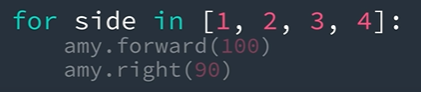 for side in [1, 2, 3, 4]:
    amy.forward(100)
    amy.right(90)